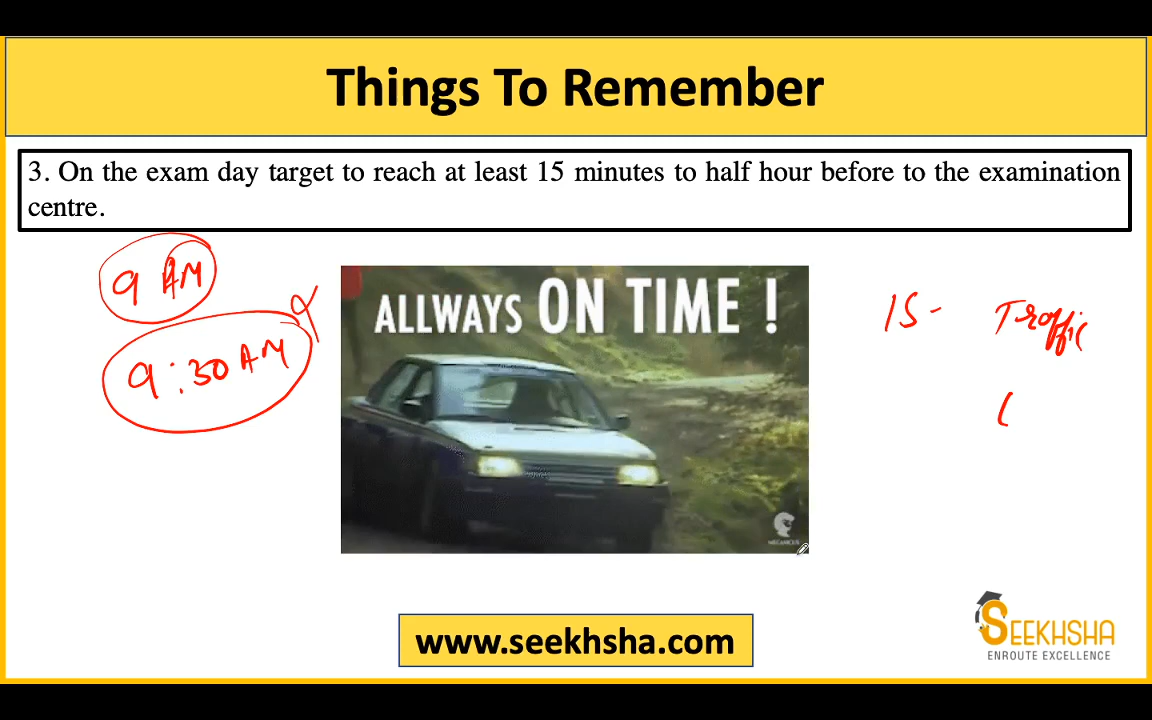 Things To Remember
3. On the exam day target to reach at least 15 minutes to half hour before to the examination
centre.
9 AM
9:30 AM
ALLWAYS ON TIME !
15 - Traffic
www.seekhsha.com
SEEKHSHA
ENROUTE EXCELLENCE